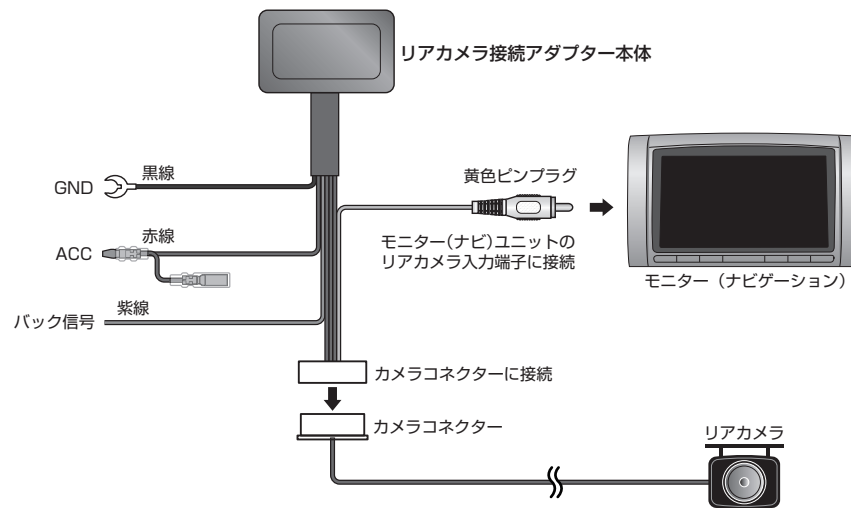 リアカメラ接続アダプター本体
GND
黒線
黄色ピンプラグ
ACC
赤線
モニター(ナビ)ユニットの
リアカメラ入力端子に接続
モニター（ナビゲーション）
バック信号
紫線
カメラコネクターに接続
カメラコネクター
リアカメラ